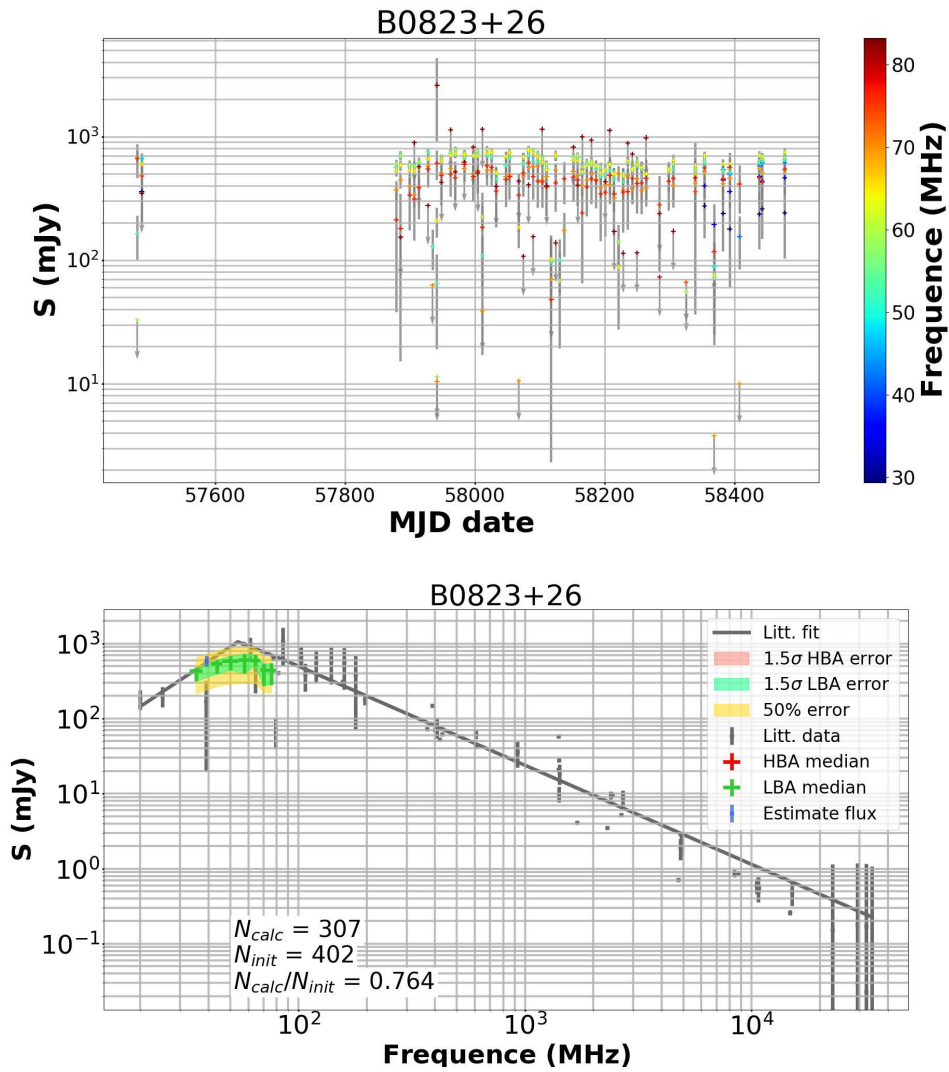 B0823+26
10³
10²
10¹
S (mJy)
57600 57800 58000 58200 58400
MJD date
80
70
60
50
40
30
Frequence (MHz)
B0823+26
10³
10²
10¹
10⁰
10⁻¹
S (mJy)
Litt. fit
1.5σ HBA error
1.5σ LBA error
50% error
Litt. data
HBA median
LBA median
Estimate flux
N_calc = 307
N_init = 402
N_calc/N_init = 0.764
10² 10³ 10⁴
Frequence (MHz)